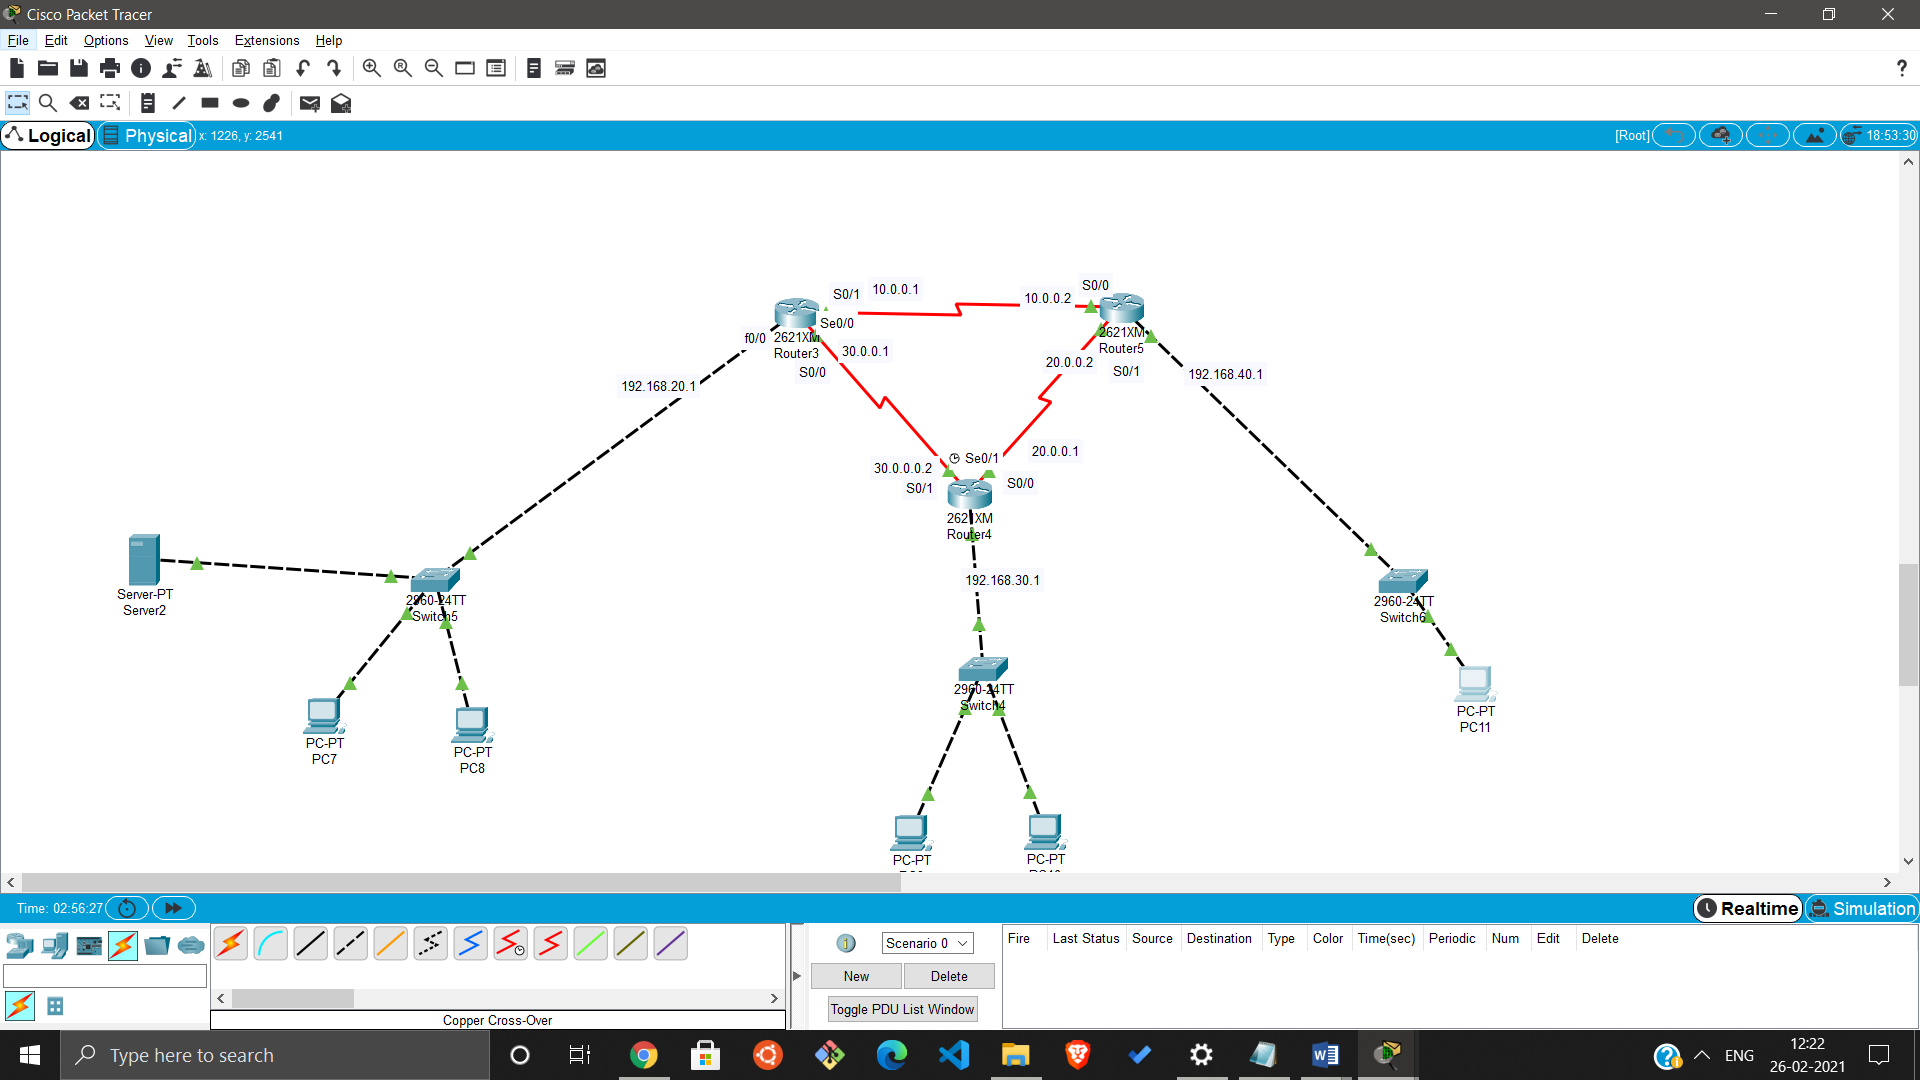 Cisco Packet Tracer
File Edit Options View Tools Extensions Help
Logical Physical x: 1226, y: 2541 [Root] 18:53:30
S0/0
S0/1 10.0.0.1
10.0.0.2
Se0/0
f0/0 2621XM
Router3
30.0.0.1
S0/0
2621XM
Router5
20.0.0.2
S0/1
192.168.20.1
192.168.40.1
20.0.0.1
Se0/1
30.0.0.0.2
S0/1
S0/0
2621XM
Router4
192.168.30.1
Server-PT
Server2
2960-24TT
Switch5
2960-24TT
Switch6
2960-24TT
Switch4
PC-PT
PC7
PC-PT
PC8
PC-PT
PC11
PC-PT
PC-PT
Time: 02:56:27
Realtime Simulation
Scenario 0
New Delete
Toggle PDU List Window
Fire Last Status Source Destination Type Color Time(sec) Periodic Num Edit Delete
Copper Cross-Over
Type here to search
ENG
12:22
26-02-2021